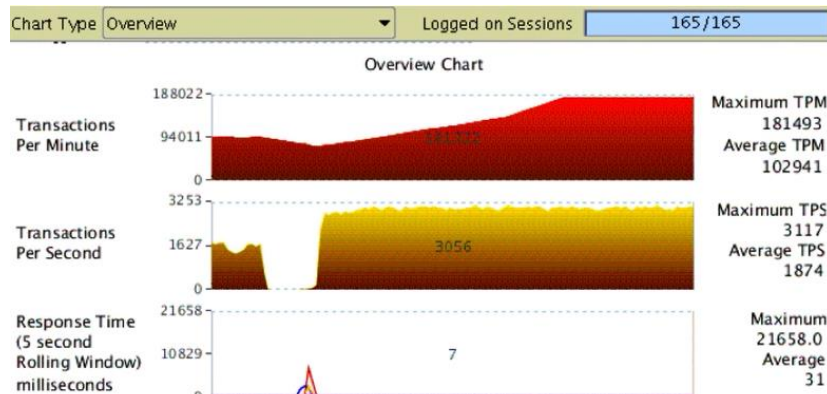 Chart Type Overview Logged on Sessions 165/165
Overview Chart
188022
94011
0
Transactions
Per Minute
Maximum TPM
181493
Average TPM
102941
3253
1627
0
Transactions
Per Second
3056
Maximum TPS
3117
Average TPS
1874
21658
10829
Response Time
(5 second
Rolling Window)
milliseconds
7
Maximum
21658.0
Average
31